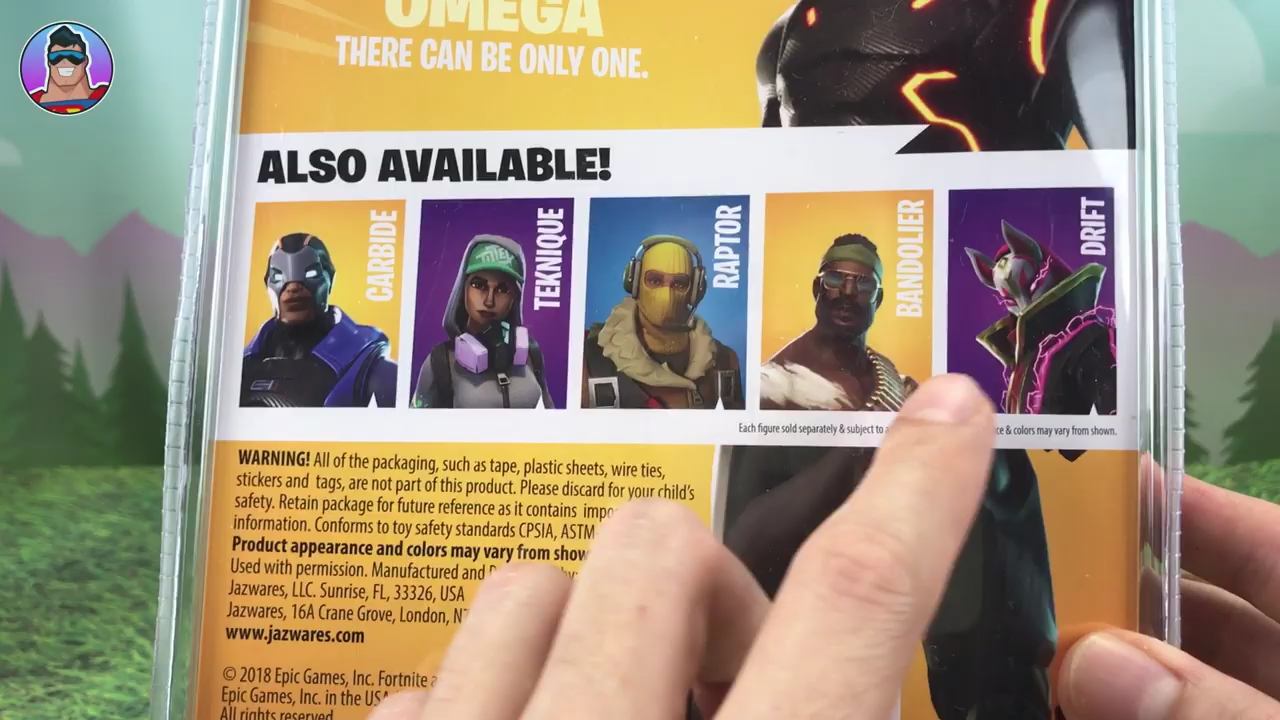 OMEGA
THERE CAN BE ONLY ONE.
ALSO AVAILABLE!
CARBIDE
TEKNIQUE
RAPTOR
BANDOLIER
DRIFT
Each figure sold separately & subject to & colors may vary from shown.
WARNING! All of the packaging, such as tape, plastic sheets, wire ties,
stickers and tags, are not part of this product. Please discard for your child's
safety. Retain package for future reference as it contains
information. Conforms to toy safety standards CPSIA, ASTM
Product appearance and colors may vary from
Used with permission. Manufactured and
Jazwares, LLC. Sunrise, FL, 33326, USA
Jazwares, 16A Crane Grove, London,
www.jazwares.com
© 2018 Epic Games, Inc. Fortnite
Epic Games, Inc. in the USA
All rights reserved